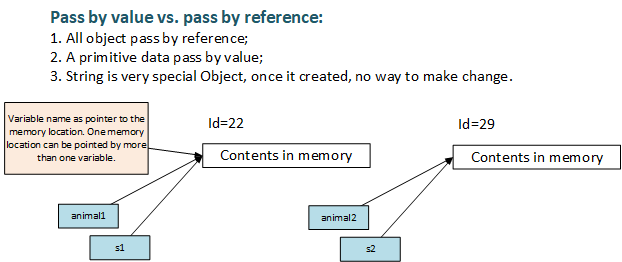 Pass by value vs. pass by reference:
1. All object pass by reference;
2. A primitive data pass by value;
3. String is very special Object, once it created, no way to make change.
Variable name as pointer to the
memory location. One memory
location can be pointed by more
than one variable.
Id=22
Contents in memory
animal1
s1
Id=29
Contents in memory
animal2
s2